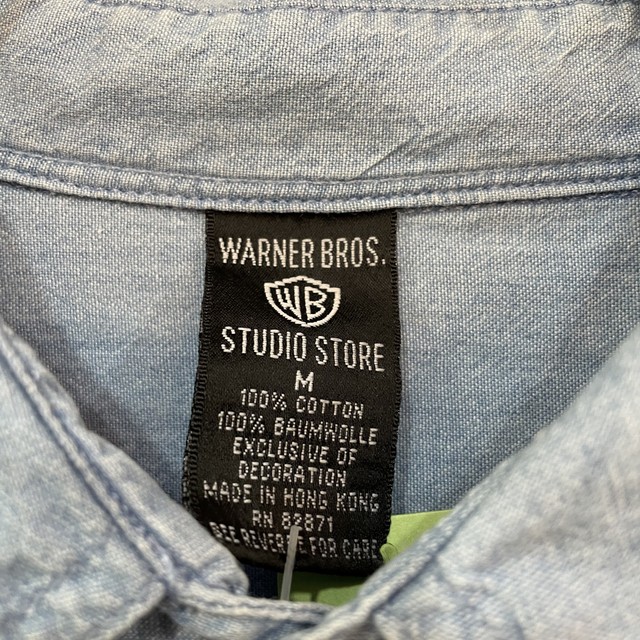 WARNER BROS.
WB
STUDIO STORE
M
100% COTTON
100% BAUMWOLLE
EXCLUSIVE OF
DECORATION
MADE IN HONG KONG
RN 82871
SEE REVERSE FOR CARE